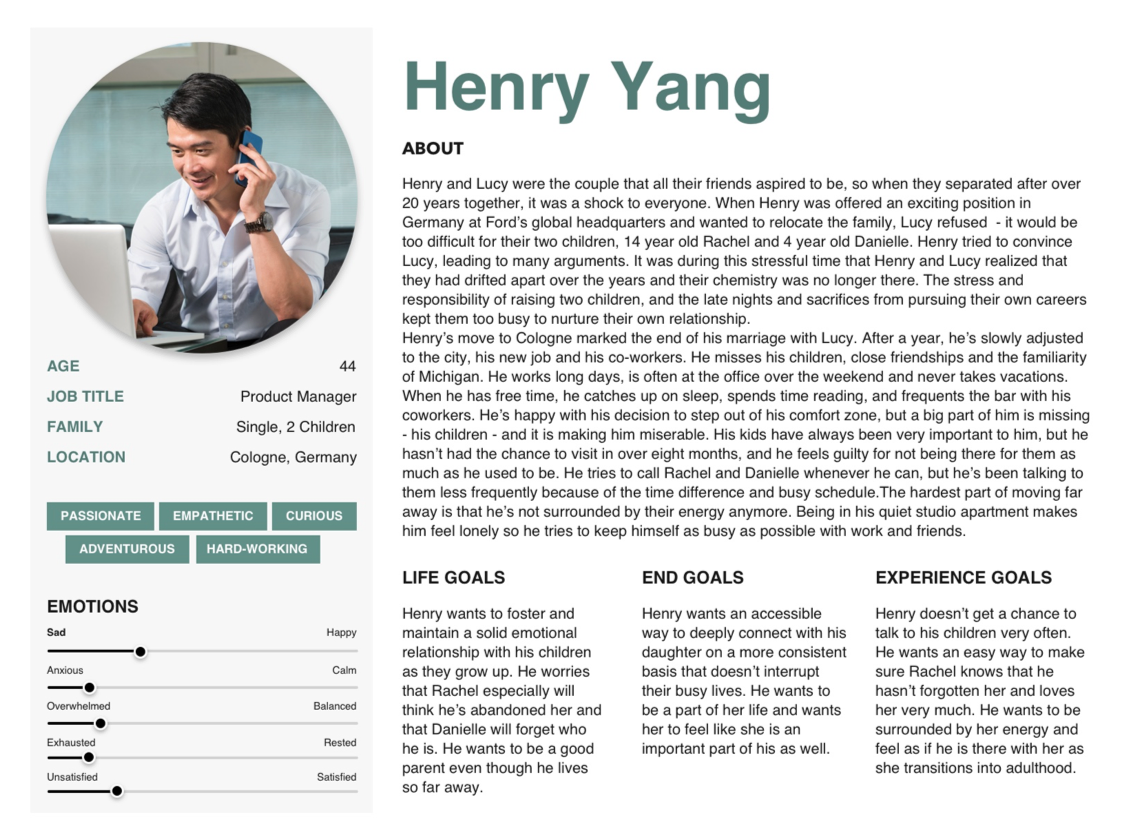 Henry Yang
ABOUT
Henry and Lucy were the couple that all their friends aspired to be, so when they separated after over
20 years together, it was a shock to everyone. When Henry was offered an exciting position in
Germany at Ford's global headquarters and wanted to relocate the family, Lucy refused  - it would be
too difficult for their two children, 14 year old Rachel and 4 year old Danielle. Henry tried to convince
Lucy, leading to many arguments. It was during this stressful time that Henry and Lucy realized that
they had drifted apart over the years and their chemistry was no longer there. The stress and
responsibility of raising two children, and the late nights and sacrifices from pursuing their own careers
kept them too busy to nurture their own relationship.
Henry's move to Cologne marked the end of his marriage with Lucy. After a year, he's slowly adjusted
to the city, his new job and his co-workers. He misses his children, close friendships and the familiarity
of Michigan. He works long days, is often at the office over the weekend and never takes vacations.
When he has free time, he catches up on sleep, spends time reading, and frequents the bar with his
coworkers. He's happy with his decision to step out of his comfort zone, but a big part of him is missing
- his children - and it is making him miserable. His kids have always been very important to him, but he
hasn't had the chance to visit in over eight months, and he feels guilty for not being there for them as
much as he used to be. He tries to call Rachel and Danielle whenever he can, but he's been talking to
them less frequently because of the time difference and busy schedule.The hardest part of moving far
away is that he's not surrounded by their energy anymore. Being in his quiet studio apartment makes
him feel lonely so he tries to keep himself as busy as possible with work and friends.
AGE 44
JOB TITLE Product Manager
FAMILY Single, 2 Children
LOCATION Cologne, Germany
PASSIONATE EMPATHETIC CURIOUS
ADVENTUROUS HARD-WORKING
EMOTIONS
Sad Happy
Anxious Calm
Overwhelmed Balanced
Exhausted Rested
Unsatisfied Satisfied
LIFE GOALS
Henry wants to foster and
maintain a solid emotional
relationship with his children
as they grow up. He worries
that Rachel especially will
think he's abandoned her and
that Danielle will forget who
he is. He wants to be a good
parent even though he lives
so far away.
END GOALS
Henry wants an accessible
way to deeply connect with his
daughter on a more consistent
basis that doesn't interrupt
their busy lives. He wants to
be a part of her life and wants
her to feel like she is an
important part of his as well.
EXPERIENCE GOALS
Henry doesn't get a chance to
talk to his children very often.
He wants an easy way to make
sure Rachel knows that he
hasn't forgotten her and loves
her very much. He wants to be
surrounded by her energy and
feel as if he is there with her as
she transitions into adulthood.